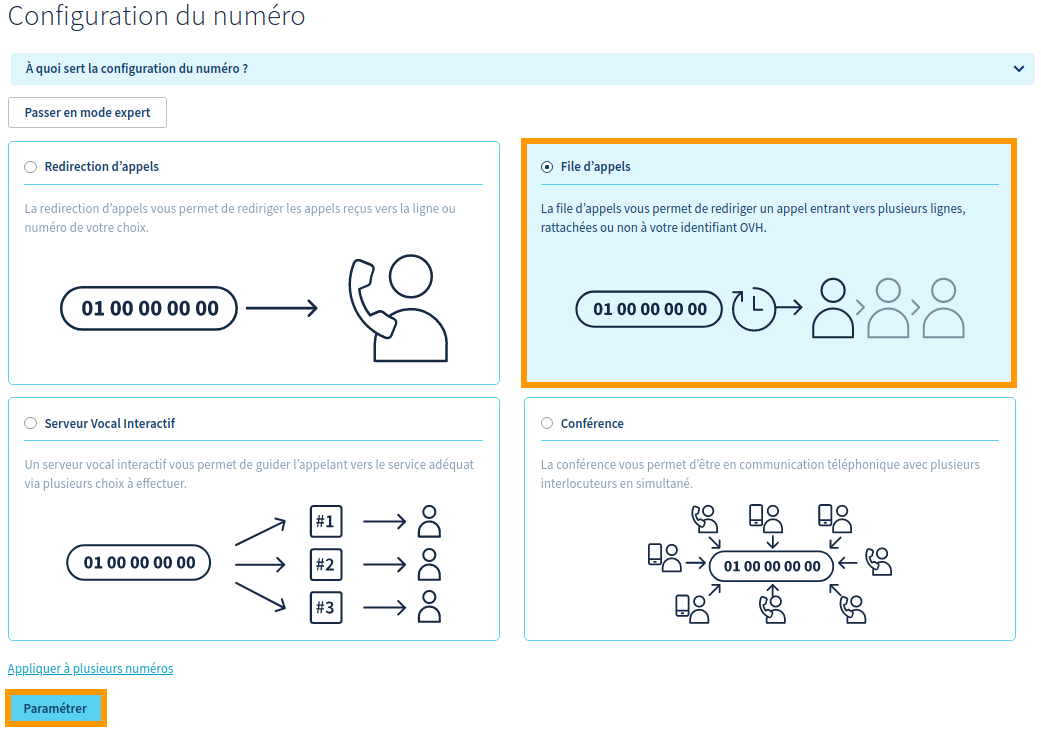 Configuration du numéro
À quoi sert la configuration du numéro ?
Passer en mode expert
Redirection d’appels
La redirection d’appels vous permet de rediriger les appels reçus vers la ligne ou
numéro de votre choix.
01 00 00 00 00
File d’appels
La file d’appels vous permet de rediriger un appel entrant vers plusieurs lignes,
rattachées ou non à votre identifiant OVH.
01 00 00 00 00
Serveur Vocal Interactif
Un serveur vocal interactif vous permet de guider l’appelant vers le service adéquat
via plusieurs choix à effectuer.
01 00 00 00 00
#1
#2
#3
Conférence
La conférence vous permet d’être en communication téléphonique avec plusieurs
interlocuteurs en simultané.
01 00 00 00 00
Appliquer à plusieurs numéros
Paramétrer